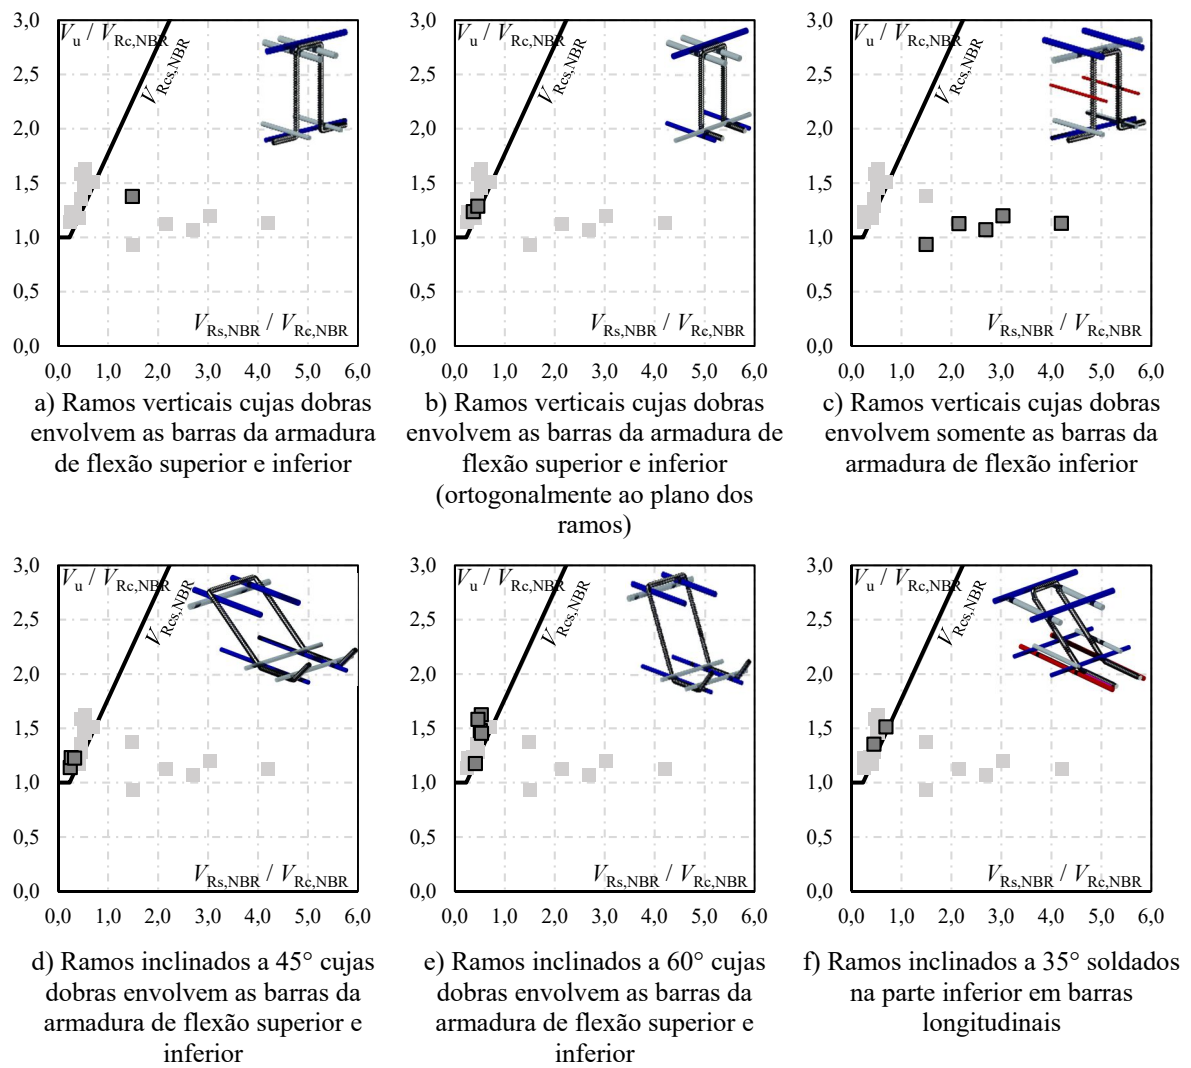 3,0
2,5
2,0
1,5
1,0
0,5
0,0
V_u / V_Rc,NBR
V_Rcs,NBR
V_Rs,NBR / V_Rc,NBR
0,0 1,0 2,0 3,0 4,0 5,0 6,0
a) Ramos verticais cujas dobras
envolvem as barras da armadura
de flexão superior e inferior
3,0
2,5
2,0
1,5
1,0
0,5
0,0
V_u / V_Rc,NBR
V_Rcs,NBR
V_Rs,NBR / V_Rc,NBR
0,0 1,0 2,0 3,0 4,0 5,0 6,0
b) Ramos verticais cujas dobras
envolvem as barras da armadura de
flexão superior e inferior
(ortogonalmente ao plano dos
ramos)
3,0
2,5
2,0
1,5
1,0
0,5
0,0
V_u / V_Rc,NBR
V_Rcs,NBR
V_Rs,NBR / V_Rc,NBR
0,0 1,0 2,0 3,0 4,0 5,0 6,0
c) Ramos verticais cujas dobras
envolvem somente as barras da
armadura de flexão inferior
3,0
2,5
2,0
1,5
1,0
0,5
0,0
V_u / V_Rc,NBR
V_Rcs,NBR
V_Rs,NBR / V_Rc,NBR
0,0 1,0 2,0 3,0 4,0 5,0 6,0
d) Ramos inclinados a 45° cujas
dobras envolvem as barras da
armadura de flexão superior e
inferior
3,0
2,5
2,0
1,5
1,0
0,5
0,0
V_u / V_Rc,NBR
V_Rcs,NBR
V_Rs,NBR / V_Rc,NBR
0,0 1,0 2,0 3,0 4,0 5,0 6,0
e) Ramos inclinados a 60° cujas
dobras envolvem as barras da
armadura de flexão superior e
inferior
3,0
2,5
2,0
1,5
1,0
0,5
0,0
V_u / V_Rc,NBR
V_Rcs,NBR
V_Rs,NBR / V_Rc,NBR
0,0 1,0 2,0 3,0 4,0 5,0 6,0
f) Ramos inclinados a 35° soldados
na parte inferior em barras
longitudinais